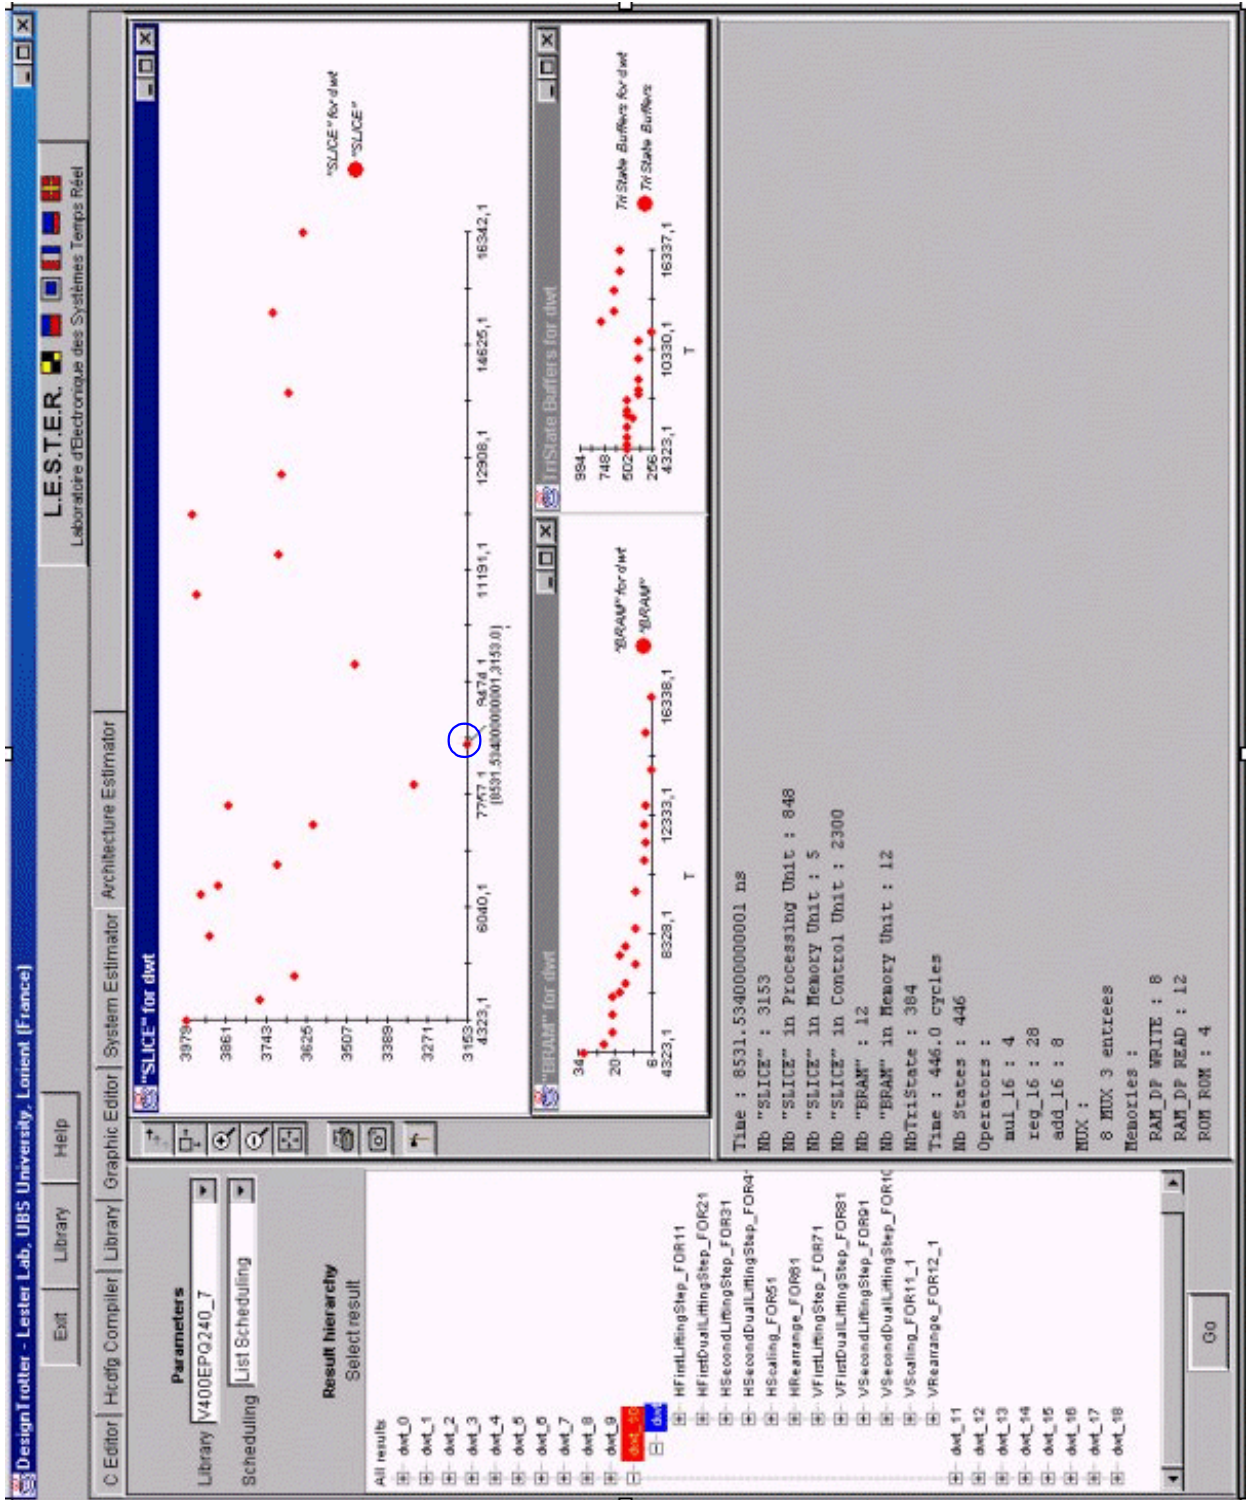 DesignTrotter - Lester Lab, UBS University, Lorient [France]
Exit
Library
Help
L.E.S.T.E.R.
Laboratoire d'Electronique des Systèmes Temps Réel
C Editor
Hcdfg Compiler
Library
Graphic Editor
System Estimator
Architecture Estimator
Parameters
Library V400EPQ240_7
Scheduling List Scheduling
Result hierarchy
Select result
All results
dwt_0
dwt_1
dwt_2
dwt_3
dwt_4
dwt_5
dwt_6
dwt_7
dwt_8
dwt_9
dwt_10
HFirstLiftingStep_FOR11
HFirstDualLiftingStep_FOR21
HSecondLiftingStep_FOR31
HSecondDualLiftingStep_FOR4
HScaling_FOR51
HRearrange_FOR61
VFirstLiftingStep_FOR71
VFirstDualLiftingStep_FOR81
VSecondLiftingStep_FOR91
VSecondDualLiftingStep_FOR10
VScaling_FOR11_1
VRearrange_FOR12_1
dwt_11
dwt_12
dwt_13
dwt_14
dwt_15
dwt_16
dwt_17
dwt_18
Go
"SLICE" for dwt
3979
3861
3743
3625
3507
3389
3271
3153
4323,1
6040,1
7757,1
9474,1
11191,1
12908,1
14625,1
16342,1
[8531.534000000001,3153.0]
"SLICE" for dwt
"SLICE"
"BRAM" for dwt
34
20
6
4323,1
8328,1
12333,1
16338,1
T
"BRAM" for dwt
"BRAM"
TriState Buffers for dwt
994
748
502
256
4323,1
10330,1
16337,1
T
TriState Buffers for dwt
TriState Buffers
Time : 8531.534000000001 ns
Nb "SLICE" : 3153
Nb "SLICE" in Processing Unit : 848
Nb "SLICE" in Memory Unit : 5
Nb "SLICE" in Control Unit : 2300
Nb "BRAM" : 12
Nb "BRAM" in Memory Unit : 12
NbTriState : 384
Time : 446.0 cycles
Nb States : 446
Operators :
mul_16 : 4
reg_16 : 28
add_16 : 8
MUX :
8 MUX 3 entrees
Memories :
RAM_DP WRITE : 8
RAM_DP READ : 12
ROM ROM : 4